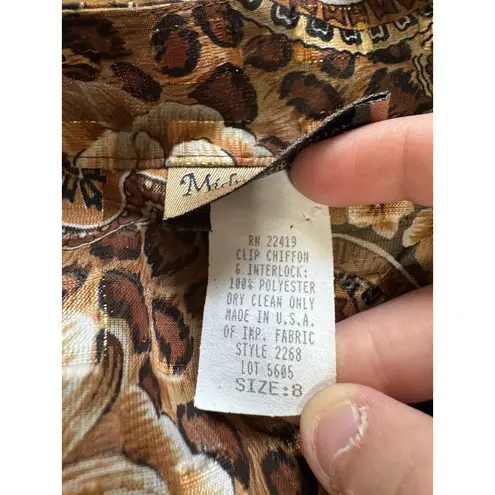 RN 22419
CLIP CHIFFON
& INTERLOCK:
100% POLYESTER
DRY CLEAN ONLY
MADE IN U.S.A.
OF IMP. FABRIC
STYLE 2268
LOT 5605
SIZE:8